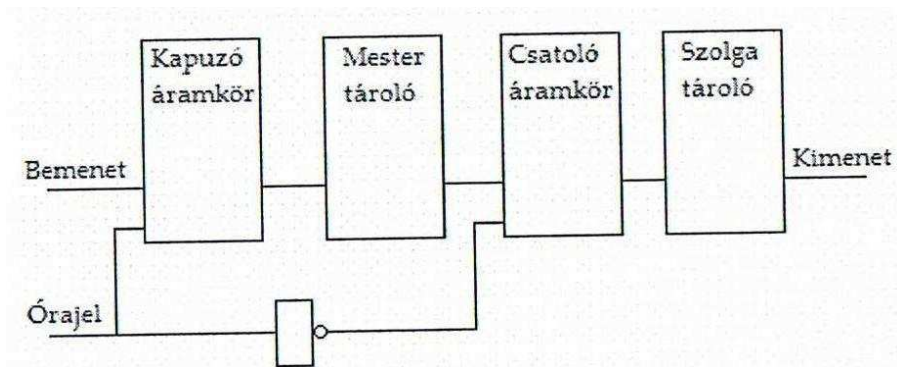 Kapuzó
áramkör
Mester
tároló
Csatoló
áramkör
Szolga
tároló
Bemenet
Kimenet
Órajel